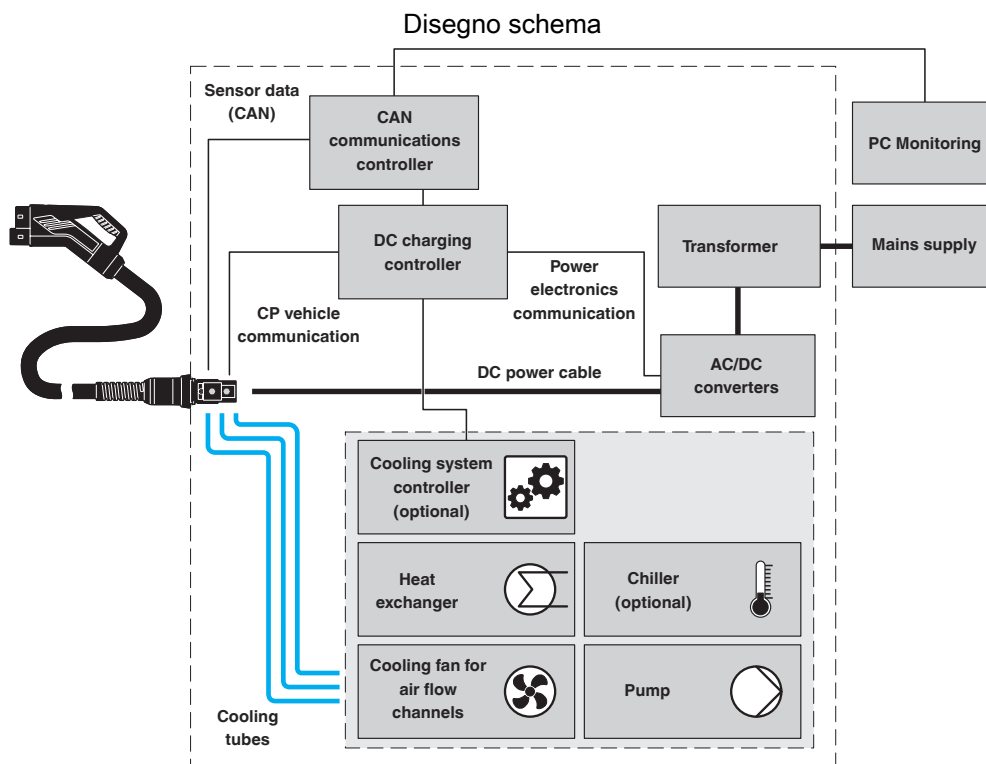 Disegno schema
Sensor data
(CAN)
CAN
communications
controller
PC Monitoring
DC charging
controller
Transformer
Mains supply
Power
electronics
communication
CP vehicle
communication
DC power cable
AC/DC
converters
Cooling system
controller
(optional)
Heat
exchanger
Chiller
(optional)
Cooling fan for
air flow
channels
Pump
Cooling
tubes